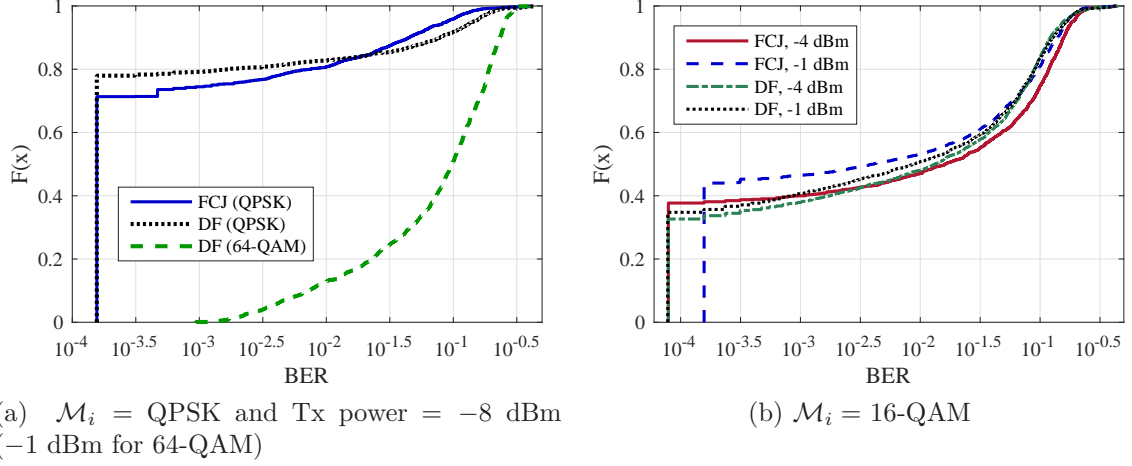 1
0.8
0.6
0.4
0.2
0
F(x)
FCJ (QPSK)
DF (QPSK)
DF (64-QAM)
10^-4 10^-3.5 10^-3 10^-2.5 10^-2 10^-1.5 10^-1 10^-0.5
BER
(a) 𝓜_i = QPSK and Tx power = −8 dBm
(−1 dBm for 64-QAM)
1
0.8
0.6
0.4
0.2
0
F(x)
FCJ, -4 dBm
FCJ, -1 dBm
DF, -4 dBm
DF, -1 dBm
10^-4 10^-3.5 10^-3 10^-2.5 10^-2 10^-1.5 10^-1 10^-0.5
BER
(b) 𝓜_i = 16-QAM